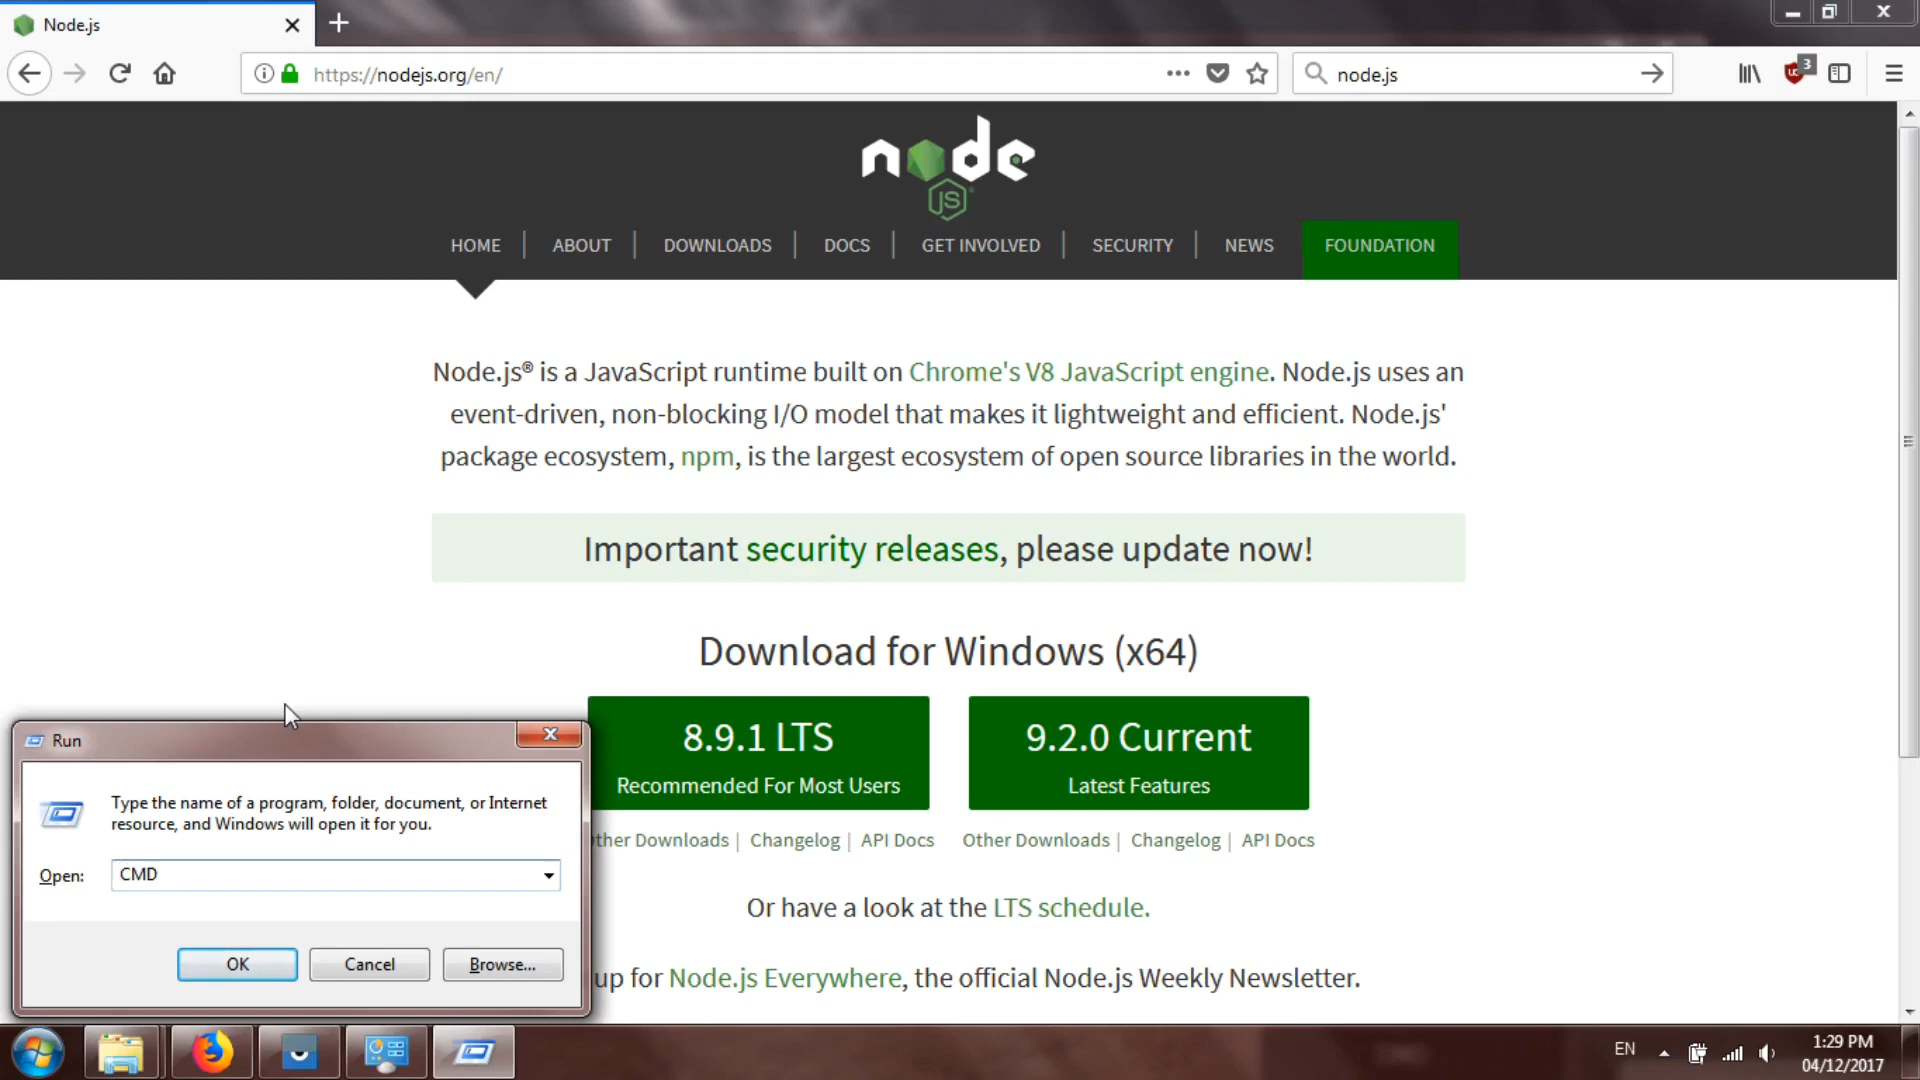 Node.js
https://nodejs.org/en/
node.js
3
node
JS
HOME
ABOUT
DOWNLOADS
DOCS
GET INVOLVED
SECURITY
NEWS
FOUNDATION
Node.js® is a JavaScript runtime built on Chrome's V8 JavaScript engine. Node.js uses an
event-driven, non-blocking I/O model that makes it lightweight and efficient. Node.js'
package ecosystem, npm, is the largest ecosystem of open source libraries in the world.
Important security releases, please update now!
Download for Windows (x64)
8.9.1 LTS
Recommended For Most Users
9.2.0 Current
Latest Features
ther Downloads | Changelog | API Docs
Other Downloads | Changelog | API Docs
Or have a look at the LTS schedule.
up for Node.js Everywhere, the official Node.js Weekly Newsletter.
Run
Type the name of a program, folder, document, or Internet
resource, and Windows will open it for you.
Open: CMD
OK
Cancel
Browse...
EN
1:29 PM
04/12/2017